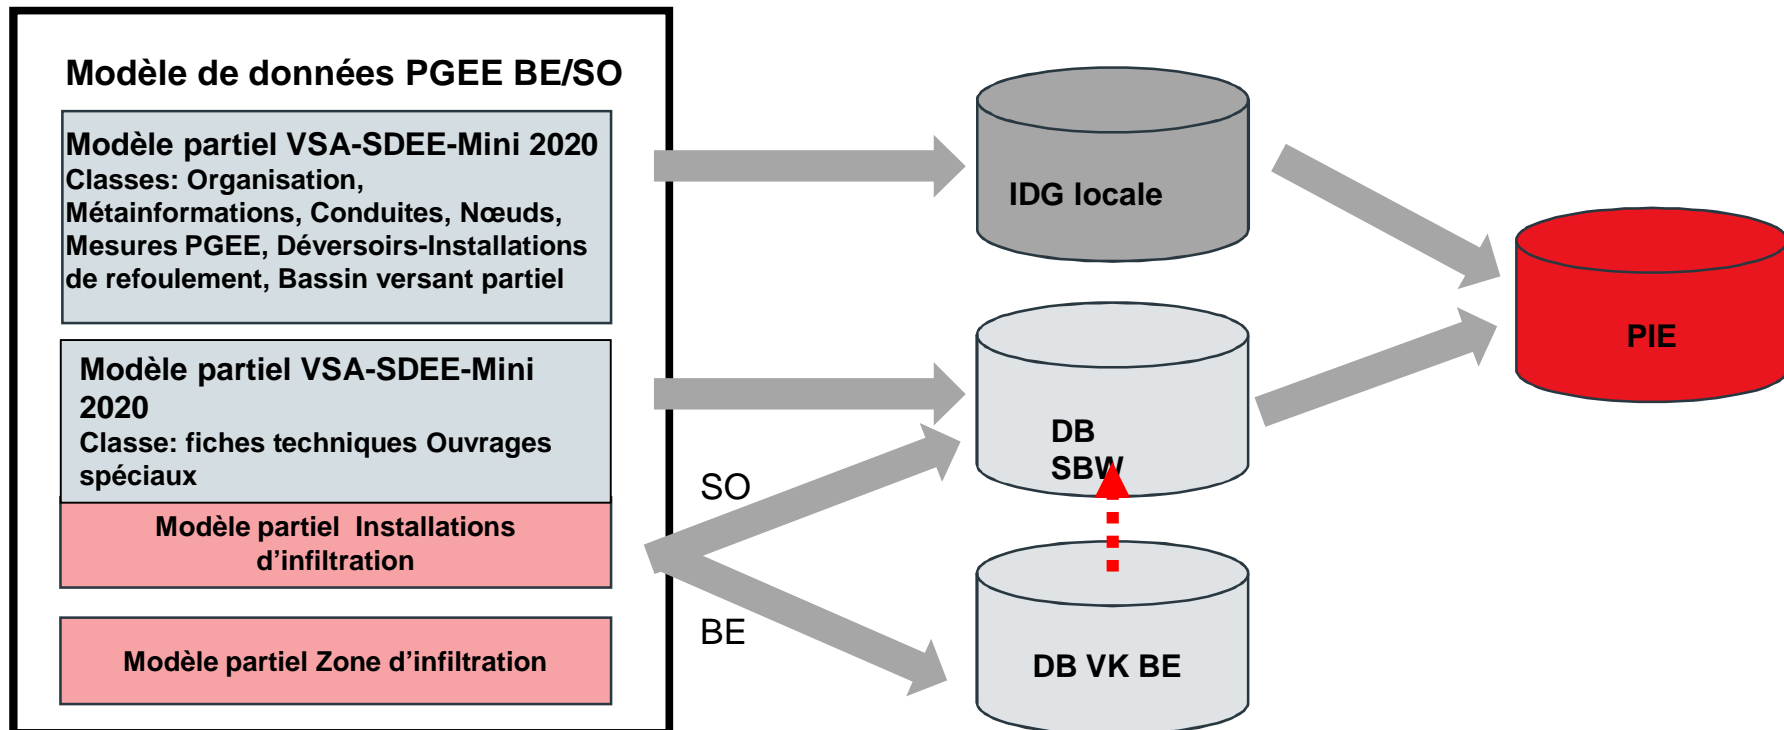 Modèle de données PGEE BE/SO
Modèle partiel VSA-SDEE-Mini 2020
Classes: Organisation,
Métainformations, Conduites, Nœuds,
Mesures PGEE, Déversoirs-Installations
de refoulement, Bassin versant partiel
Modèle partiel VSA-SDEE-Mini
2020
Classe: fiches techniques Ouvrages
spéciaux
Modèle partiel Installations
d’infiltration
Modèle partiel Zone d’infiltration
SO
BE
IDG locale
DB
SBW
DB VK BE
PIE